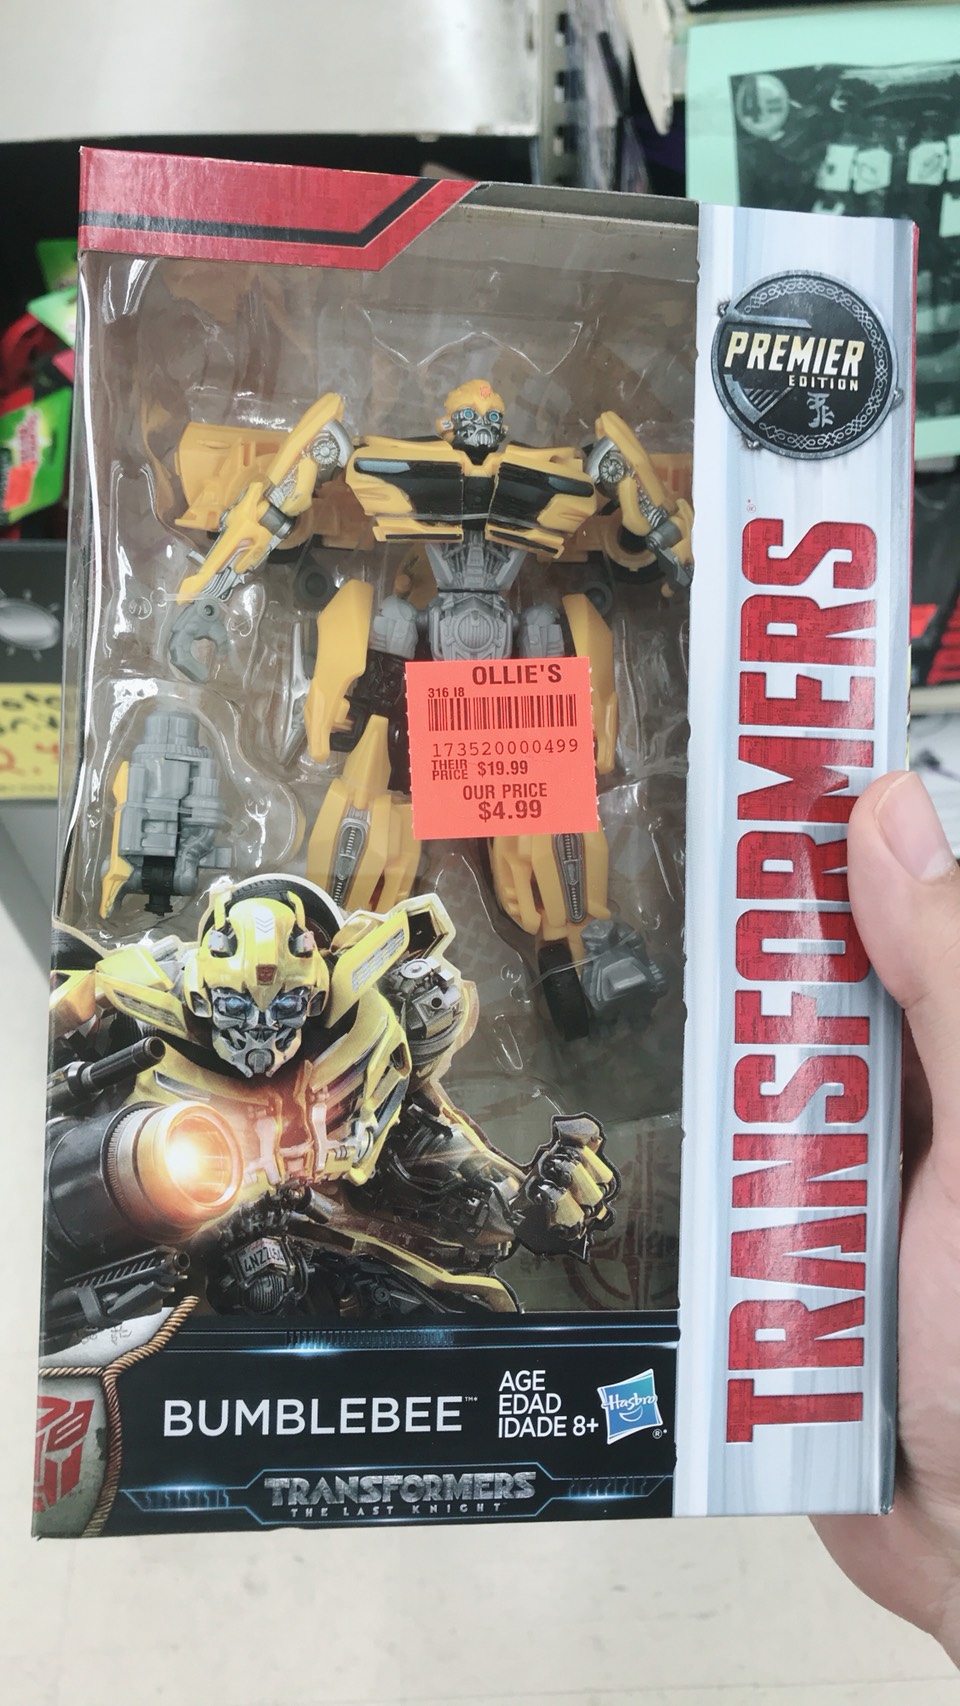 PREMIER
EDITION
TRANSFORMERS
OLLIE'S
316 18
173520000499
THEIR
PRICE $19.99
OUR PRICE
$4.99
BUMBLEBEE™*
AGE
EDAD
IDADE 8+
Hasbro
®.
TRANSFORMERS
THE LAST KNIGHT